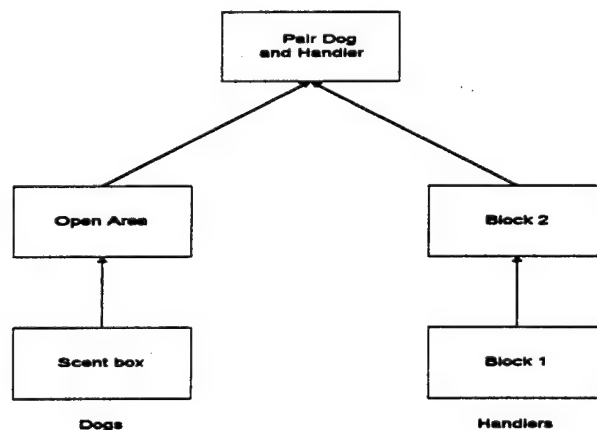 Pair Dog
and Handler
Open Area
Block 2
Scent box
Block 1
Dogs
Handlers